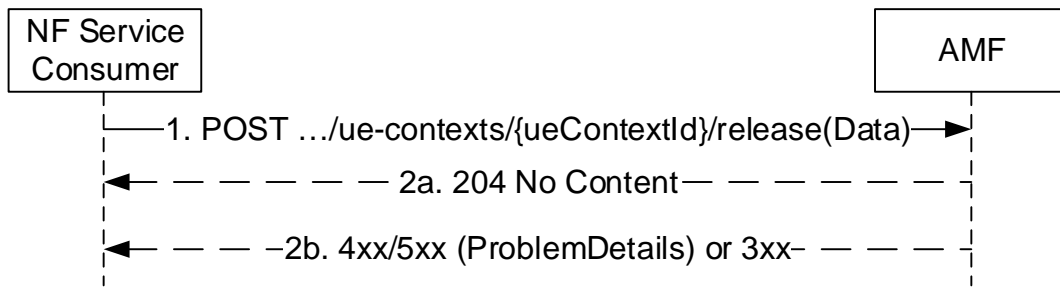 NF Service
Consumer
AMF
1. POST …/ue-contexts/{ueContextId}/release(Data)
2a. 204 No Content
2b. 4xx/5xx (ProblemDetails) or 3xx